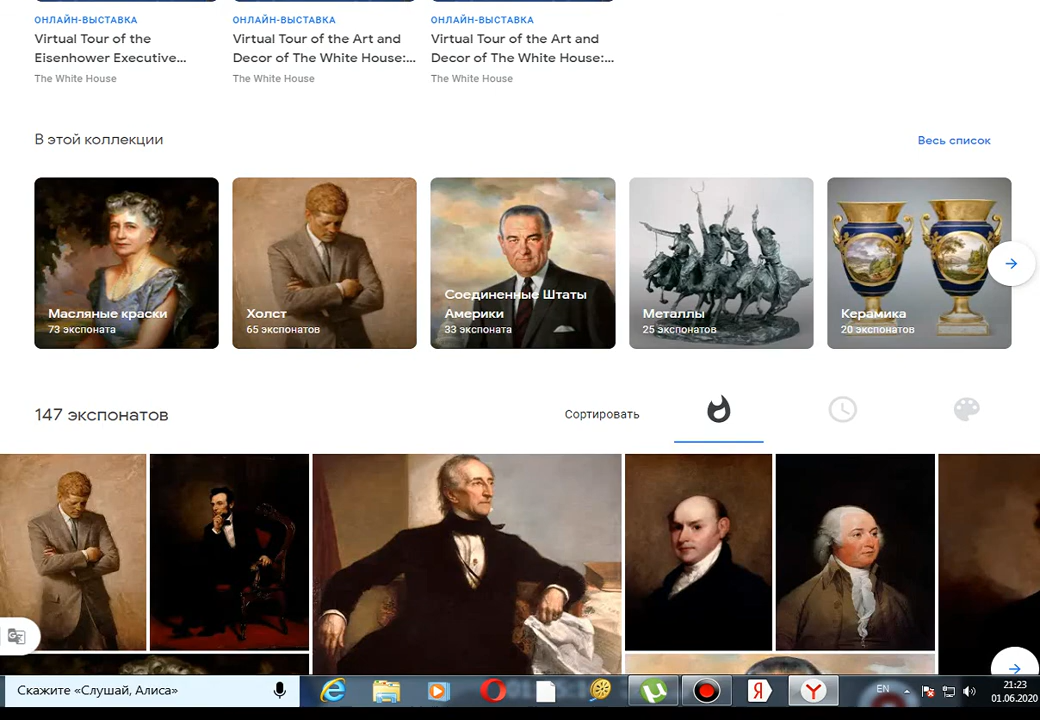 ОНЛАЙН-ВЫСТАВКА
Virtual Tour of the
Eisenhower Executive...
The White House
ОНЛАЙН-ВЫСТАВКА
Virtual Tour of the Art and
Decor of The White House:...
The White House
ОНЛАЙН-ВЫСТАВКА
Virtual Tour of the Art and
Decor of The White House:...
The White House
В этой коллекции
Весь список
Масляные краски
73 экспоната
Холст
65 экспонатов
Соединенные Штаты
Америки
33 экспоната
Металлы
25 экспонатов
Керамика
20 экспонатов
147 экспонатов
Сортировать
Скажите «Слушай, Алиса»
EN
21:23
01.06.2020